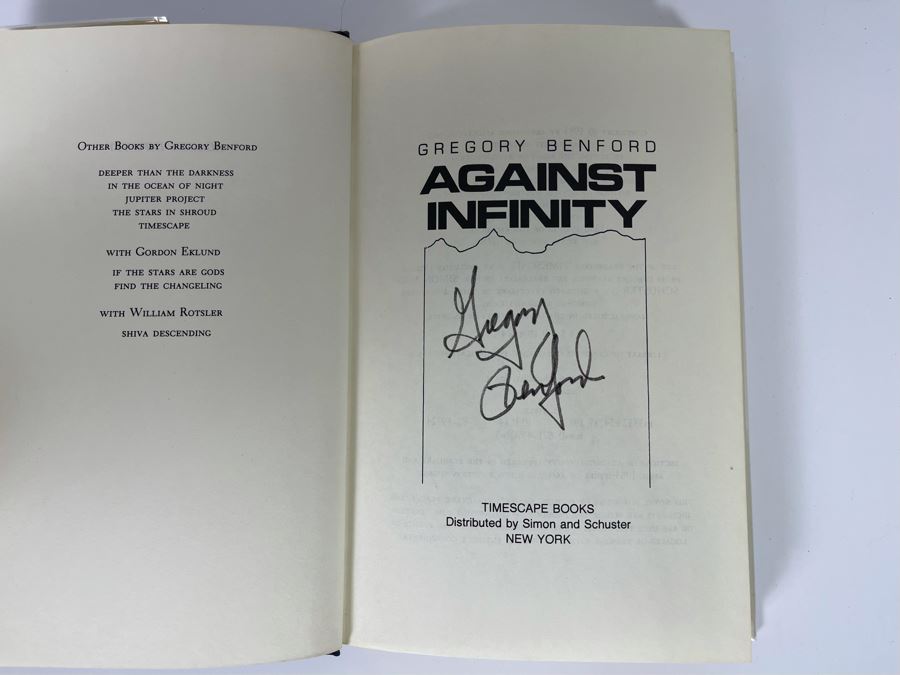 OTHER BOOKS BY GREGORY BENFORD
DEEPER THAN THE DARKNESS
IN THE OCEAN OF NIGHT
JUPITER PROJECT
THE STARS IN SHROUD
TIMESCAPE
WITH GORDON EKLUND
IF THE STARS ARE GODS
FIND THE CHANGELING
WITH WILLIAM ROTSLER
SHIVA DESCENDING
GREGORY BENFORD
AGAINST
INFINITY
Gregory
Benford
TIMESCAPE BOOKS
Distributed by Simon and Schuster
NEW YORK